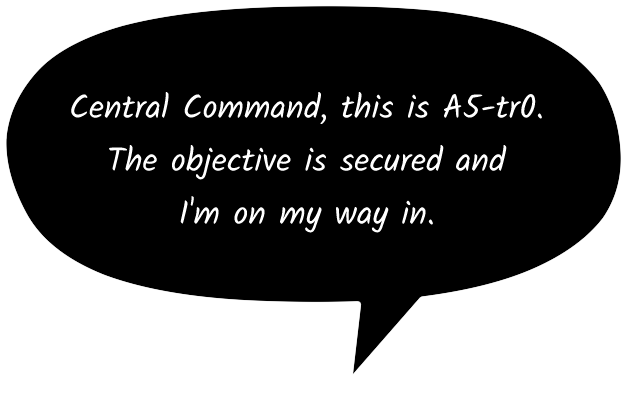 Central Command, this is A5-tr0.
The objective is secured and
I'm on my way in.